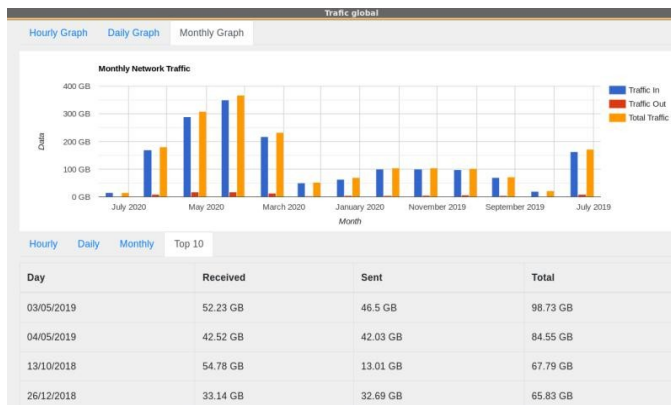 Trafic global
Hourly Graph Daily Graph Monthly Graph
Monthly Network Traffic
400 GB
300 GB
200 GB
100 GB
0 GB
Data
Traffic In
Traffic Out
Total Traffic
July 2020 May 2020 March 2020 January 2020 November 2019 September 2019 July 2019
Month
Hourly Daily Monthly Top 10
Day Received Sent Total
03/05/2019 52.23 GB 46.5 GB 98.73 GB
04/05/2019 42.52 GB 42.03 GB 84.55 GB
13/10/2018 54.78 GB 13.01 GB 67.79 GB
26/12/2018 33.14 GB 32.69 GB 65.83 GB